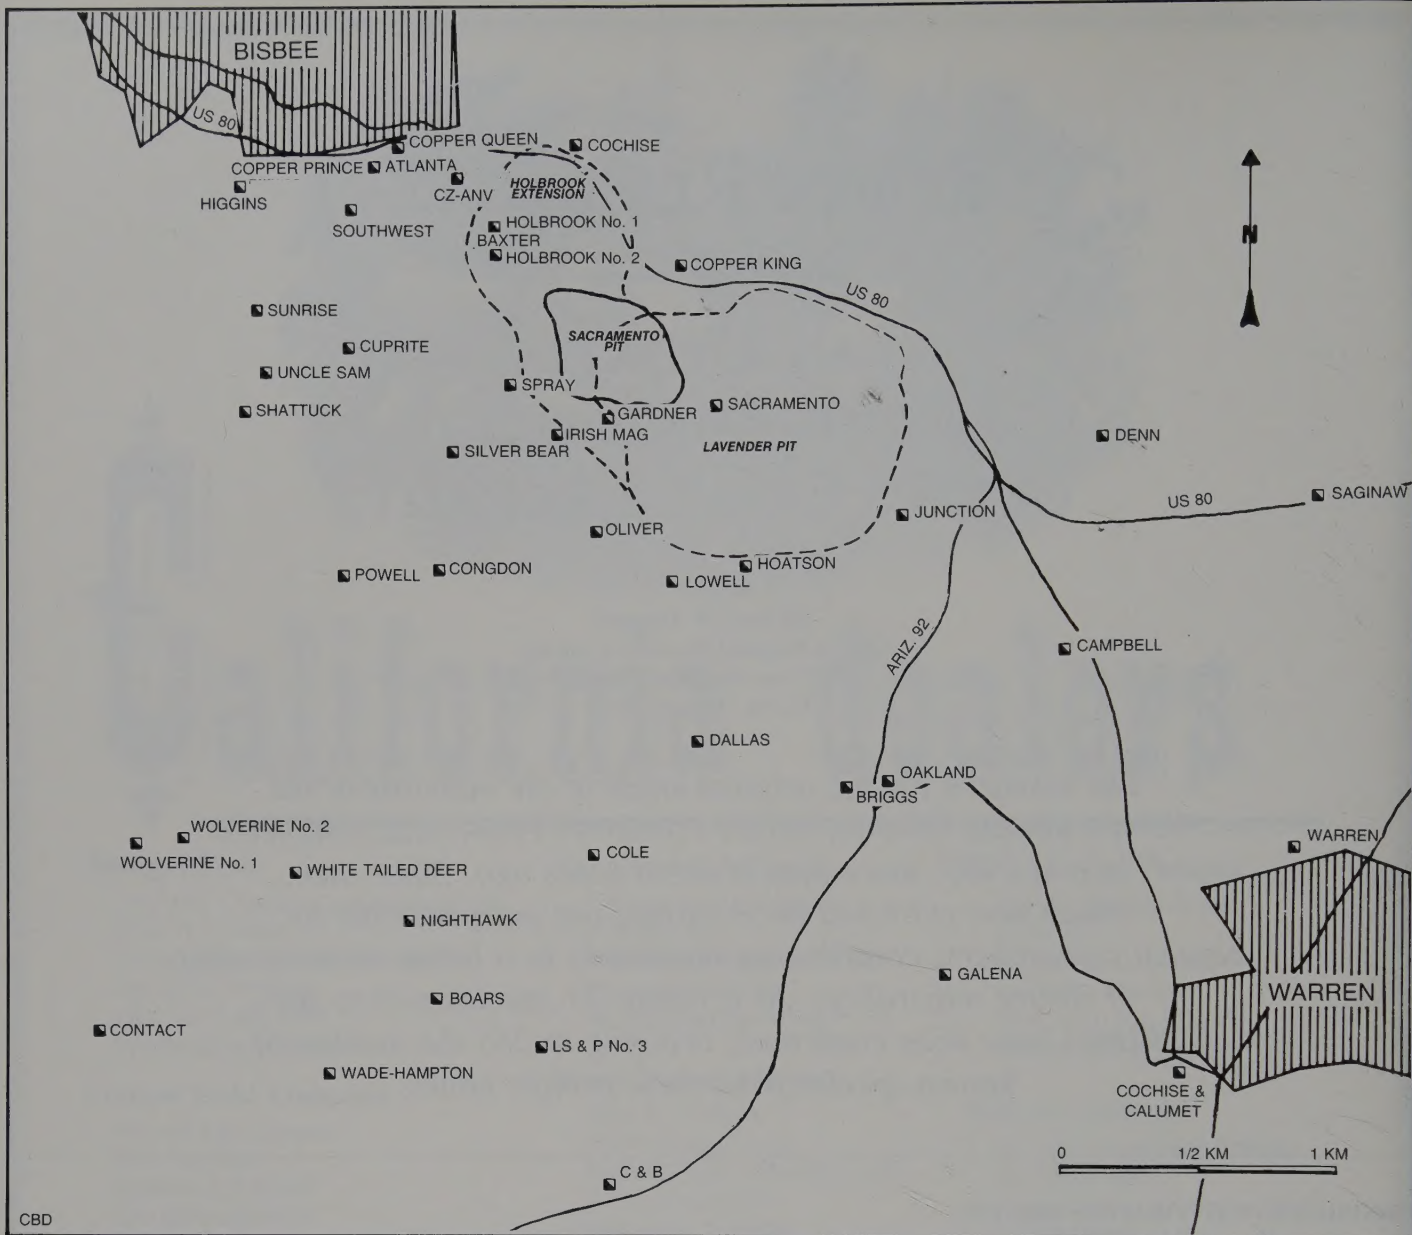 BISBEE
US 80
COPPER QUEEN
COCHISE
COPPER PRINCE
ATLANTA
HOLBROOK
EXTENSION
CZ-ANV
HIGGINS
SOUTHWEST
HOLBROOK No. 1
BAXTER
HOLBROOK No. 2
COPPER KING
US 80
SUNRISE
SACRAMENTO
PIT
CUPRITE
UNCLE SAM
SPRAY
SHATTUCK
GARDNER
SACRAMENTO
IRISH MAG
LAVENDER PIT
DENN
SILVER BEAR
US 80
SAGINAW
JUNCTION
OLIVER
HOATSON
POWELL
CONGDON
LOWELL
ARIZ. 92
CAMPBELL
DALLAS
OAKLAND
BRIGGS
WOLVERINE No. 2
WARREN
WOLVERINE No. 1
COLE
WHITE TAILED DEER
NIGHTHAWK
GALENA
WARREN
BOARS
CONTACT
LS & P No. 3
WADE-HAMPTON
COCHISE &
CALUMET
0 1/2 KM 1 KM
C & B
CBD
N